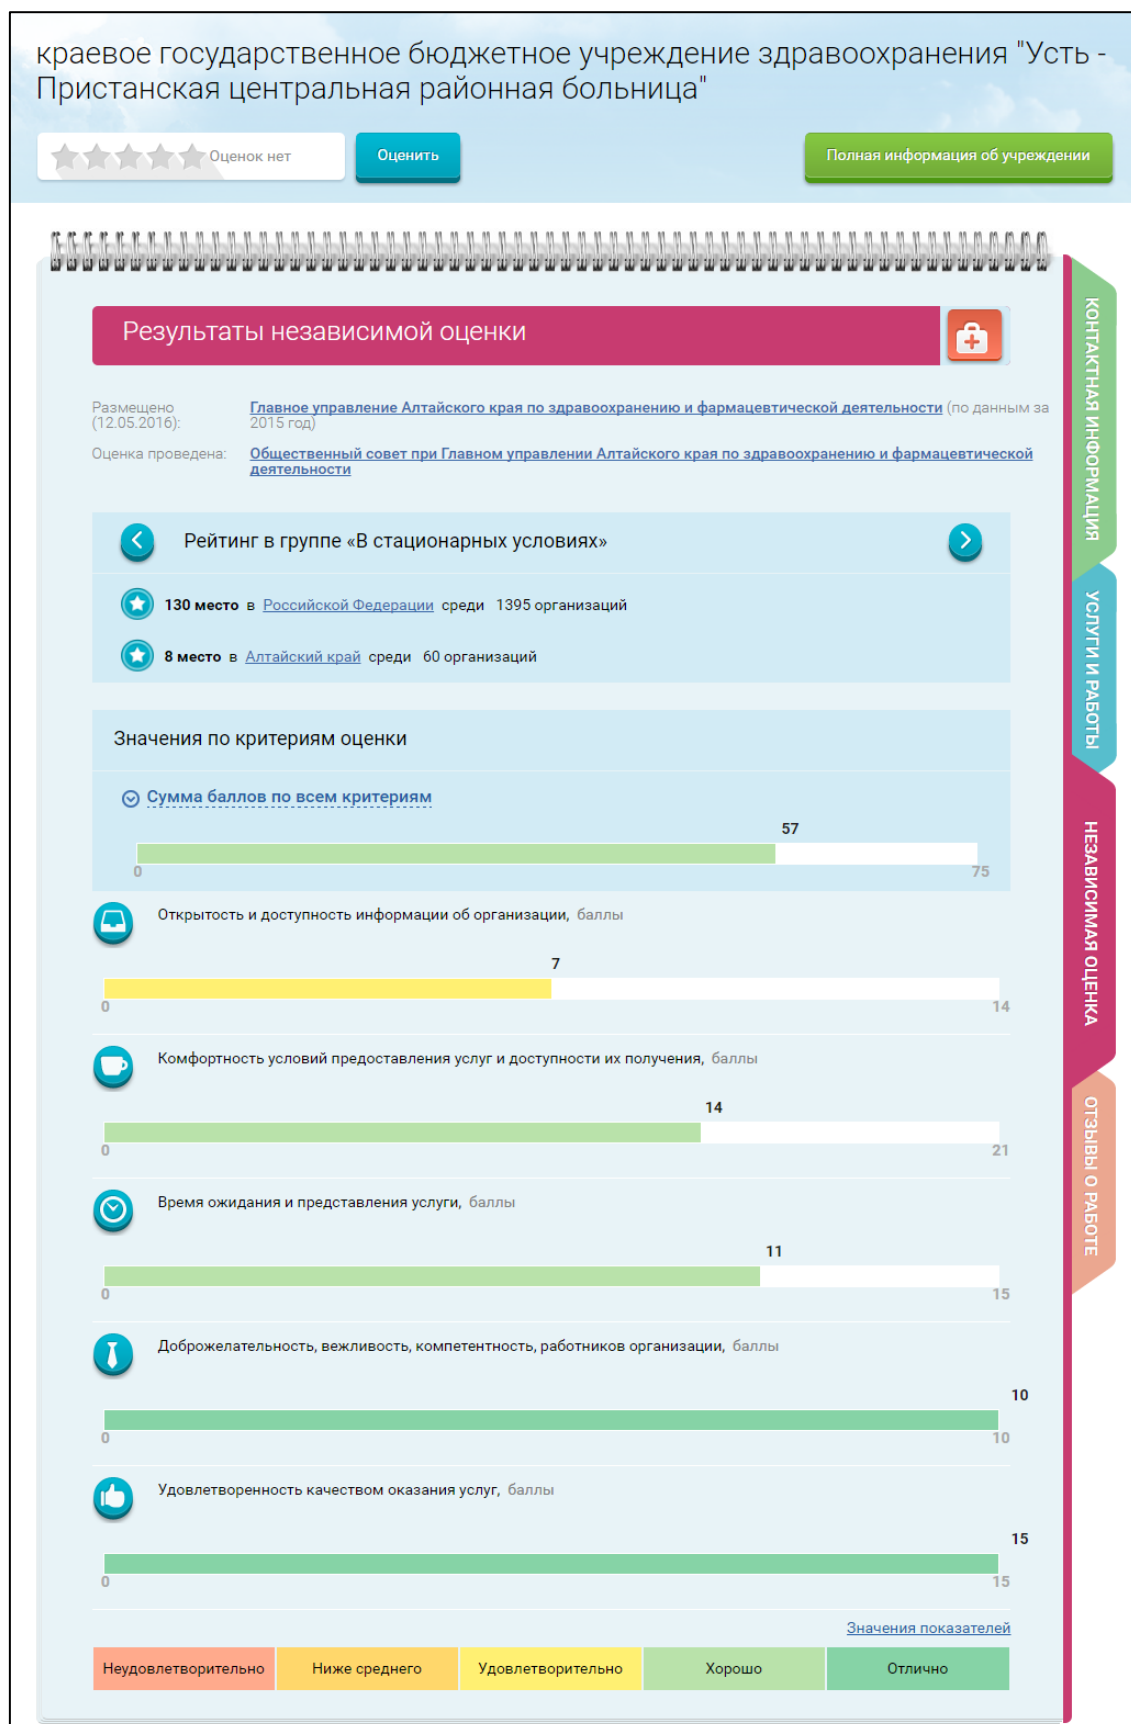 краевое государственное бюджетное учреждение здравоохранения "Усть -
Пристанская центральная районная больница"
Оценок нет
Оценить
Полная информация об учреждении
Результаты независимой оценки
Размещено
(12.05.2016):
Главное управление Алтайского края по здравоохранению и фармацевтической деятельности (по данным за
2015 год)
Оценка проведена:
Общественный совет при Главном управлении Алтайского края по здравоохранению и фармацевтической
деятельности
Рейтинг в группе «В стационарных условиях»
130 место в Российской Федерации среди 1395 организаций
8 место в Алтайский край среди 60 организаций
Значения по критериям оценки
Сумма баллов по всем критериям
57
0
75
Открытость и доступность информации об организации, баллы
7
0
14
Комфортность условий предоставления услуг и доступности их получения, баллы
14
0
21
Время ожидания и представления услуги, баллы
11
0
15
Доброжелательность, вежливость, компетентность, работников организации, баллы
10
0
10
Удовлетворенность качеством оказания услуг, баллы
15
0
15
Значения показателей
Неудовлетворительно
Ниже среднего
Удовлетворительно
Хорошо
Отлично
КОНТАКТНАЯ ИНФОРМАЦИЯ
УСЛУГИ И РАБОТЫ
НЕЗАВИСИМАЯ ОЦЕНКА
ОТЗЫВЫ О РАБОТЕ